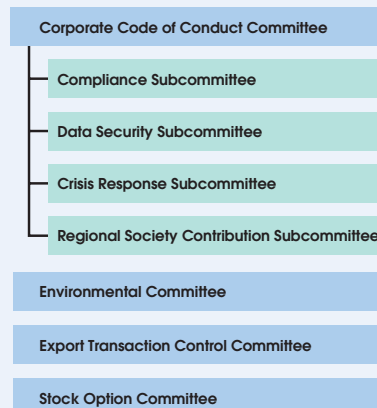 Corporate Code of Conduct Committee
Compliance Subcommittee
Data Security Subcommittee
Crisis Response Subcommittee
Regional Society Contribution Subcommittee
Environmental Committee
Export Transaction Control Committee
Stock Option Committee